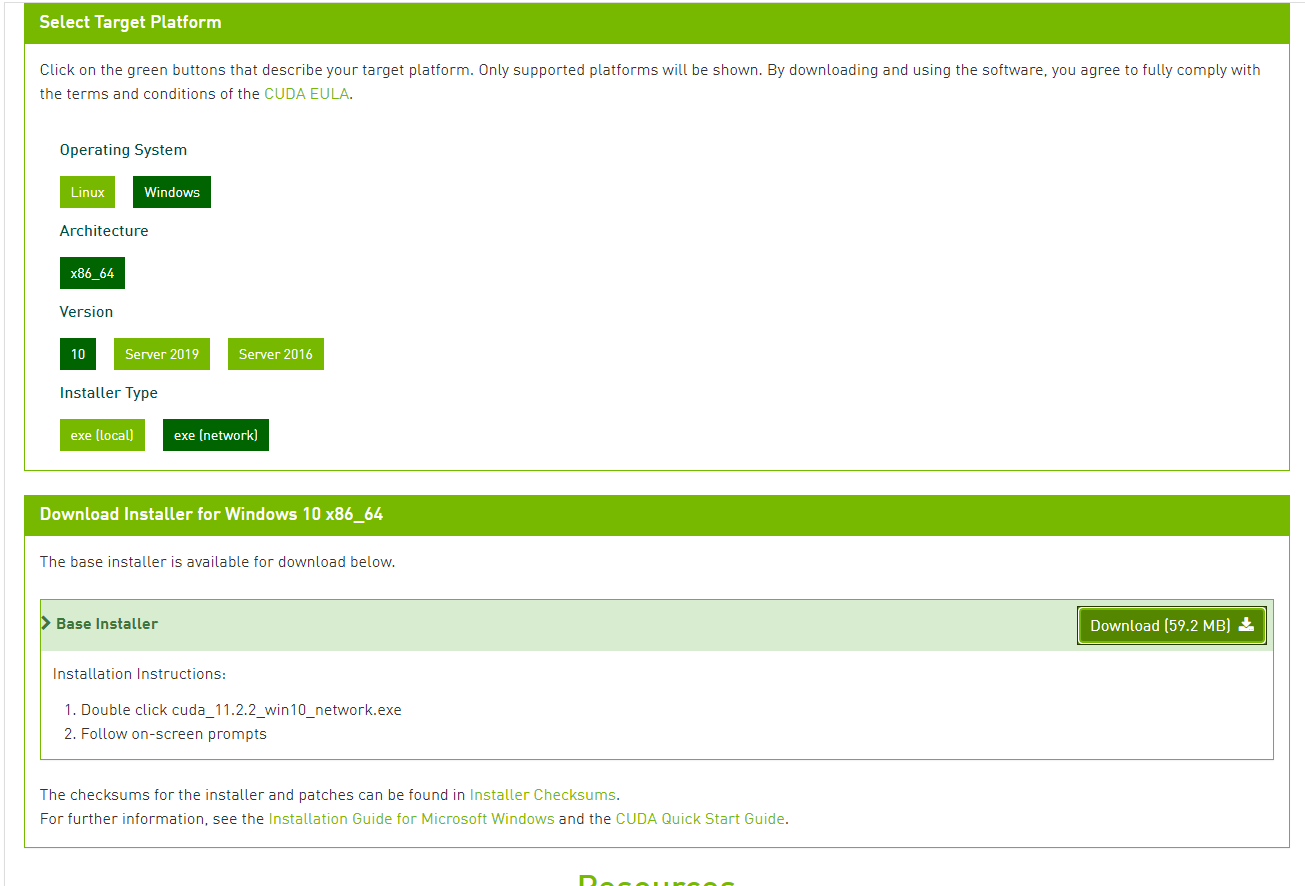 Select Target Platform
Click on the green buttons that describe your target platform. Only supported platforms will be shown. By downloading and using the software, you agree to fully comply with
the terms and conditions of the CUDA EULA.
Operating System
Linux Windows
Architecture
x86_64
Version
10 Server 2019 Server 2016
Installer Type
exe (local) exe (network)
Download Installer for Windows 10 x86_64
The base installer is available for download below.
Base Installer Download (59.2 MB)
Installation Instructions:
1. Double click cuda_11.2.2_win10_network.exe
2. Follow on-screen prompts
The checksums for the installer and patches can be found in Installer Checksums.
For further information, see the Installation Guide for Microsoft Windows and the CUDA Quick Start Guide.
Resources